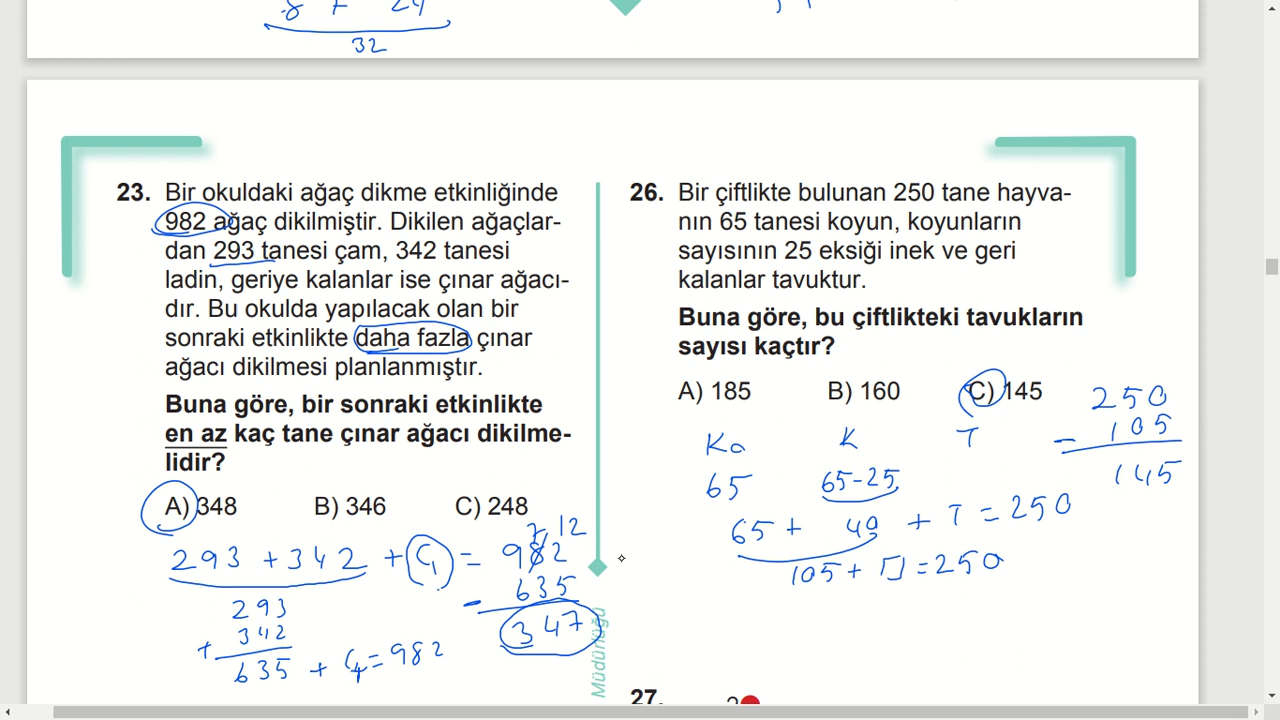 8 + 24
32
23. Bir okuldaki ağaç dikme etkinliğinde
982 ağaç dikilmiştir. Dikilen ağaçlar-
dan 293 tanesi çam, 342 tanesi
ladin, geriye kalanlar ise çınar ağacı-
dır. Bu okulda yapılacak olan bir
sonraki etkinlikte daha fazla çınar
ağacı dikilmesi planlanmıştır.
Buna göre, bir sonraki etkinlikte
en az kaç tane çınar ağacı dikilme-
lidir?
A) 348 B) 346 C) 248
7 12
293 + 342 + Ç = 982
- 635
347
293
+ 342
635 + Ç = 982
Müdünlüğü
26. Bir çiftlikte bulunan 250 tane hayva-
nın 65 tanesi koyun, koyunların
sayısının 25 eksiği inek ve geri
kalanlar tavuktur.
Buna göre, bu çiftlikteki tavukların
sayısı kaçtır?
A) 185 B) 160 C) 145
250
- 105
145
Ko K T
65 65-25
65 + 40 + T = 250
105 + □ = 250
27.